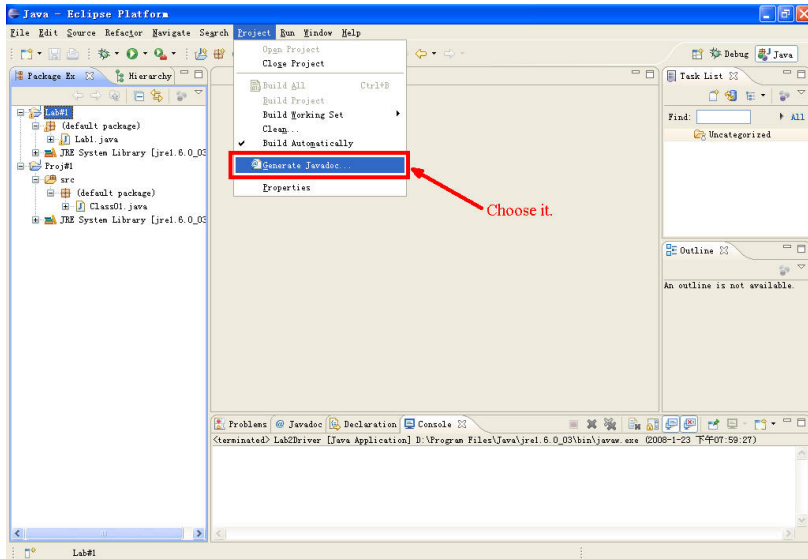 Java - Eclipse Platform
File Edit Source Refactor Navigate Search Project Run Window Help
Debug Java
Package Ex Hierarchy
Lab#1
(default package)
Lab1.java
JRE System Library [jre1.6.0_03
Proj#1
src
(default package)
Class01.java
JRE System Library [jre1.6.0_03
Open Project
Close Project
Build All Ctrl+B
Build Project
Build Working Set
Clean...
Build Automatically
Generate Javadoc...
Properties
Choose it.
Task List
Find: All
Uncategorized
Outline
An outline is not available.
Problems Javadoc Declaration Console
<terminated> Lab2Driver [Java Application] D:\Program Files\Java\jre1.6.0_03\bin\javaw.exe (2008-1-23 下午07:59:27)
Lab#1